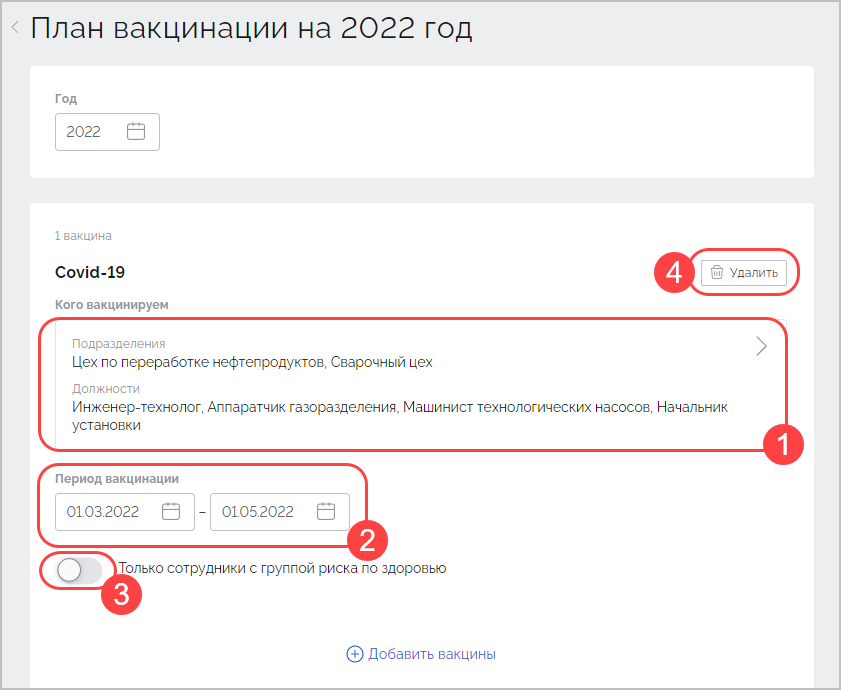 План вакцинации на 2022 год
Год
2022
1 вакцина
Covid-19
4
Удалить
Кого вакцинируем
Подразделения
Цех по переработке нефтепродуктов, Сварочный цех
Должности
Инженер-технолог, Аппаратчик газоразделения, Машинист технологических насосов, Начальник
установки
1
Период вакцинации
01.03.2022 – 01.05.2022
2
Только сотрудники с группой риска по здоровью
3
Добавить вакцины